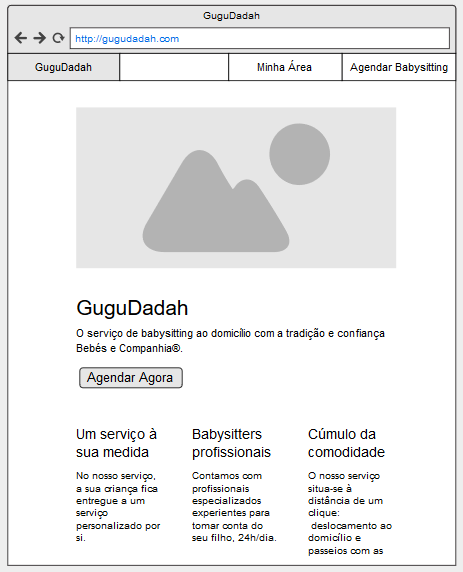 GuguDadah
http://gugudadah.com
GuguDadah
Minha Área
Agendar Babysitting
GuguDadah
O serviço de babysitting ao domicílio com a tradição e confiança
Bebés e Companhia®.
Agendar Agora
Um serviço à
sua medida
No nosso serviço,
a sua criança fica
entregue a um
serviço
personalizado por
si.
Babysitters
profissionais
Contamos com
profissionais
especializados
experientes para
tomar conta do
seu filho, 24h/dia.
Cúmulo da
comodidade
O nosso serviço
situa-se à
distância de um
clique:
deslocamento ao
domicílio e
passeios com as